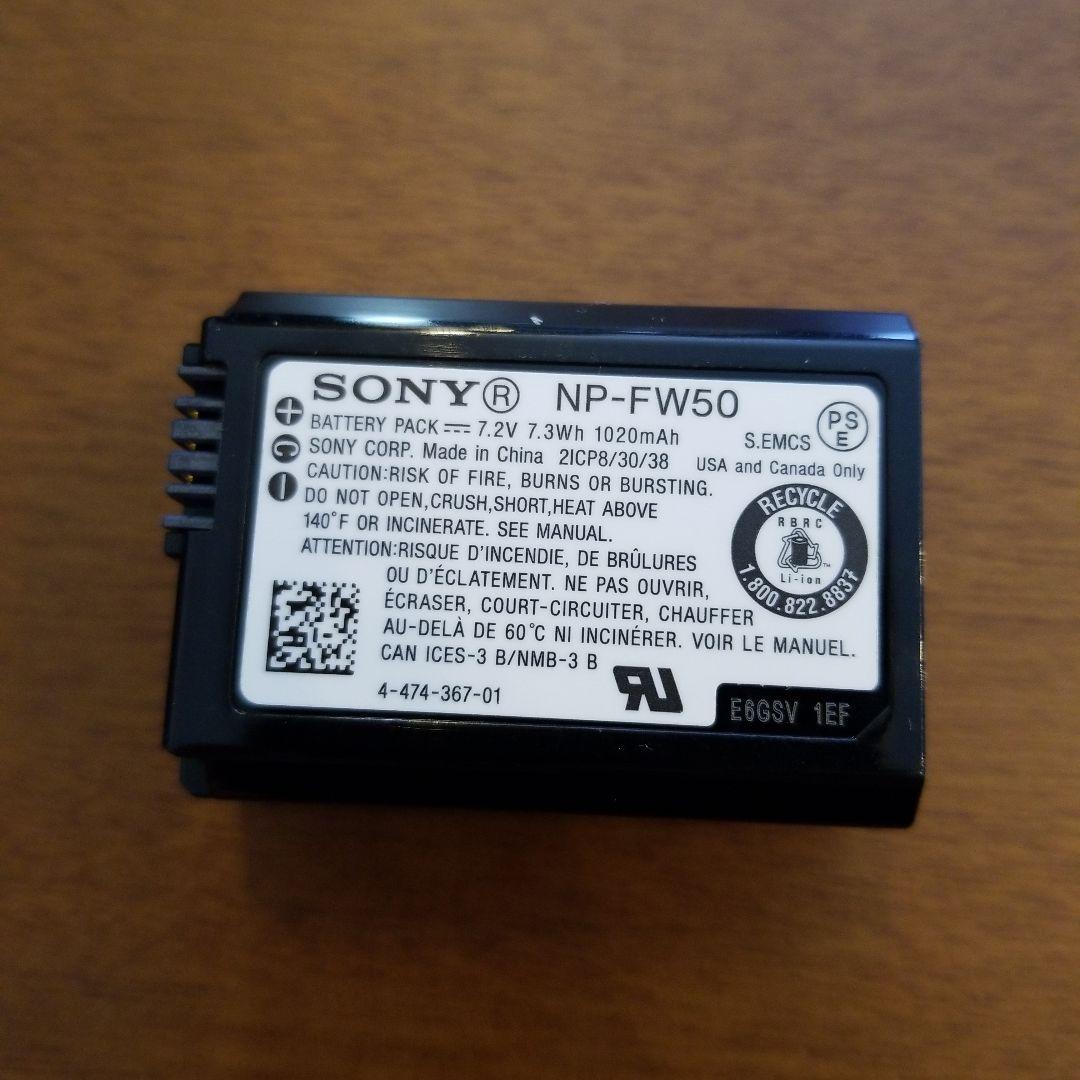 SONY® NP-FW50
BATTERY PACK ⎓ 7.2V 7.3Wh 1020mAh
S.EMCS
PS
E
+
C
−
SONY CORP. Made in China 2ICP8/30/38
USA and Canada Only
CAUTION:RISK OF FIRE, BURNS OR BURSTING.
DO NOT OPEN,CRUSH,SHORT,HEAT ABOVE
140°F OR INCINERATE. SEE MANUAL.
ATTENTION:RISQUE D'INCENDIE, DE BRÛLURES
OU D'ÉCLATEMENT. NE PAS OUVRIR,
ÉCRASER, COURT-CIRCUITER, CHAUFFER
AU-DELÀ DE 60°C NI INCINÉRER. VOIR LE MANUEL.
CAN ICES-3 B/NMB-3 B
4-474-367-01
RECYCLE
RBRC
TM
Li-ion
1.800.822.8837
RU
E6GSV 1EF